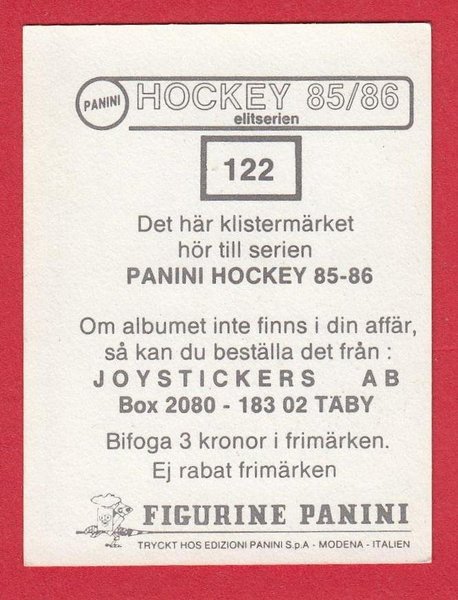 PANINI
HOCKEY 85/86
elitserien
122
Det här klistermärket
hör till serien
PANINI HOCKEY 85-86
Om albumet inte finns i din affär,
så kan du beställa det från :
JOYSTICKERS AB
Box 2080 - 183 02 TÄBY
Bifoga 3 kronor i frimärken.
Ej rabat frimärken
FIGURINE PANINI
TRYCKT HOS EDIZIONI PANINI S.p.A - MODENA - ITALIEN